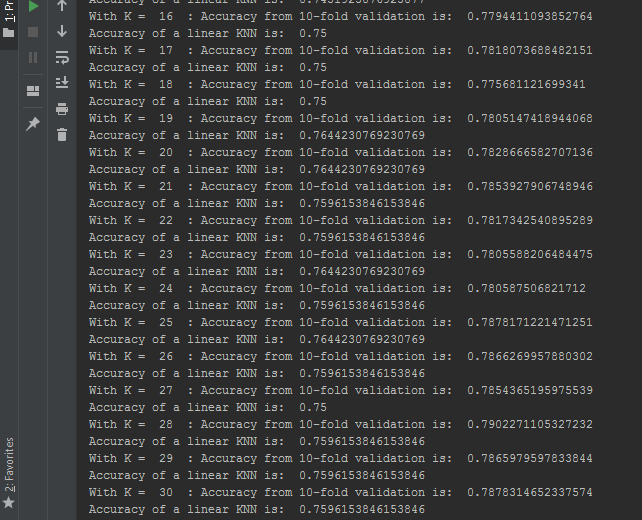 1: Pr
With K =  16  : Accuracy from 10-fold validation is:  0.7794411093852764
Accuracy of a linear KNN is:  0.75
With K =  17  : Accuracy from 10-fold validation is:  0.7818073688482151
Accuracy of a linear KNN is:  0.75
With K =  18  : Accuracy from 10-fold validation is:  0.775681121699341
Accuracy of a linear KNN is:  0.75
With K =  19  : Accuracy from 10-fold validation is:  0.7805147418944068
Accuracy of a linear KNN is:  0.7644230769230769
With K =  20  : Accuracy from 10-fold validation is:  0.7828666582707136
Accuracy of a linear KNN is:  0.7644230769230769
With K =  21  : Accuracy from 10-fold validation is:  0.7853927906748946
Accuracy of a linear KNN is:  0.7596153846153846
With K =  22  : Accuracy from 10-fold validation is:  0.7817342540895289
Accuracy of a linear KNN is:  0.7596153846153846
With K =  23  : Accuracy from 10-fold validation is:  0.7805588206484475
Accuracy of a linear KNN is:  0.7644230769230769
With K =  24  : Accuracy from 10-fold validation is:  0.780587506821712
Accuracy of a linear KNN is:  0.7596153846153846
With K =  25  : Accuracy from 10-fold validation is:  0.7878171221471251
Accuracy of a linear KNN is:  0.7644230769230769
With K =  26  : Accuracy from 10-fold validation is:  0.7866269957880302
Accuracy of a linear KNN is:  0.7596153846153846
With K =  27  : Accuracy from 10-fold validation is:  0.7854365195975539
Accuracy of a linear KNN is:  0.75
With K =  28  : Accuracy from 10-fold validation is:  0.7902271105327232
Accuracy of a linear KNN is:  0.7596153846153846
With K =  29  : Accuracy from 10-fold validation is:  0.7865979597833844
Accuracy of a linear KNN is:  0.7596153846153846
With K =  30  : Accuracy from 10-fold validation is:  0.7878314652337574
Accuracy of a linear KNN is:  0.7596153846153846
2: Favorites